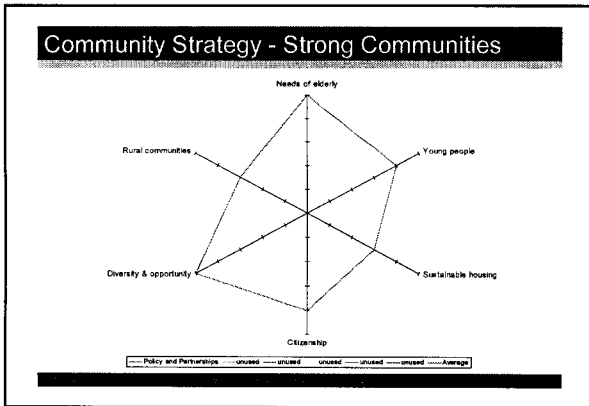 Community Strategy - Strong Communities
Needs of elderly
Rural communities
Young people
Diversity & opportunity
Sustainable housing
Citizenship
Policy and Partnerships unused unused unused unused unused Average